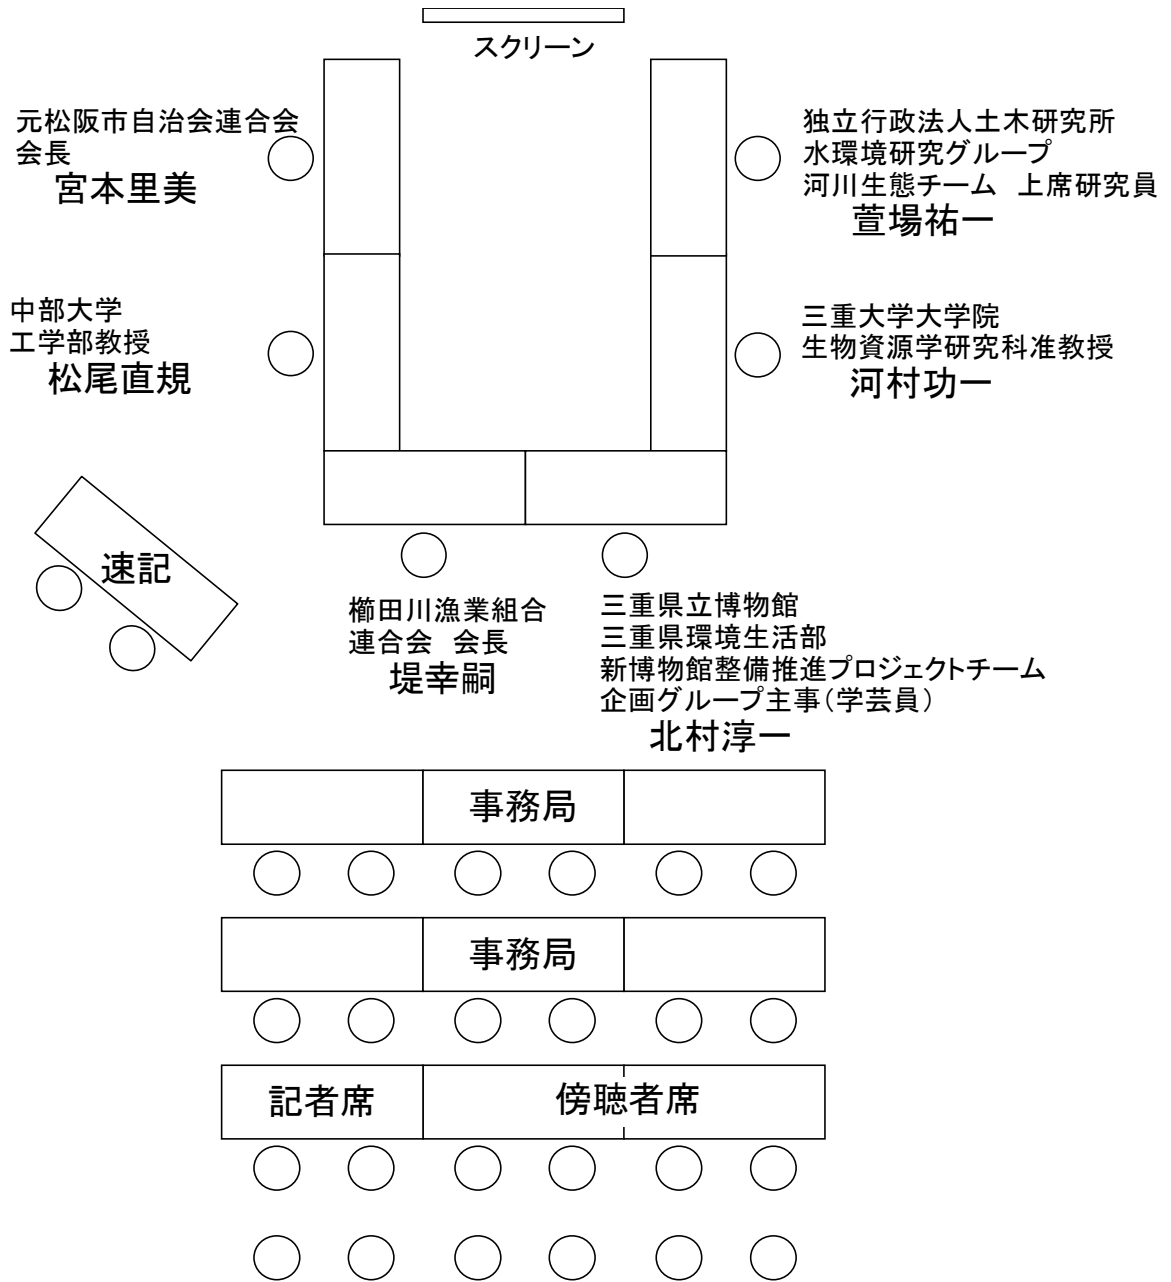 スクリーン
元松阪市自治会連合会
会長
宮本里美
独立行政法人土木研究所
水環境研究グループ
河川生態チーム　上席研究員
萱場祐一
中部大学
工学部教授
松尾直規
三重大学大学院
生物資源学研究科准教授
河村功一
速記
櫛田川漁業組合
連合会　会長
堤幸嗣
三重県立博物館
三重県環境生活部
新博物館整備推進プロジェクトチーム
企画グループ主事（学芸員）
北村淳一
事務局
事務局
記者席
傍聴者席